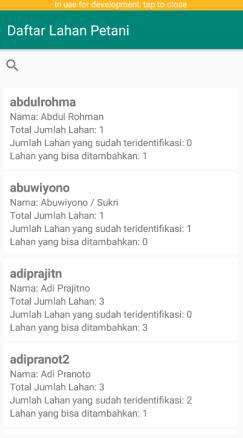 In use for development, tap to close
Daftar Lahan Petani
abdulrohma
Nama: Abdul Rohman
Total Jumlah Lahan: 1
Jumlah Lahan yang sudah teridentifikasi: 0
Lahan yang bisa ditambahkan: 1
abuwiyono
Nama: Abuwiyono / Sukri
Total Jumlah Lahan: 1
Jumlah Lahan yang sudah teridentifikasi: 1
Lahan yang bisa ditambahkan: 0
adiprajitn
Nama: Adi Prajitno
Total Jumlah Lahan: 3
Jumlah Lahan yang sudah teridentifikasi: 0
Lahan yang bisa ditambahkan: 3
adipranot2
Nama: Adi Pranoto
Total Jumlah Lahan: 3
Jumlah Lahan yang sudah teridentifikasi: 2
Lahan yang bisa ditambahkan: 1